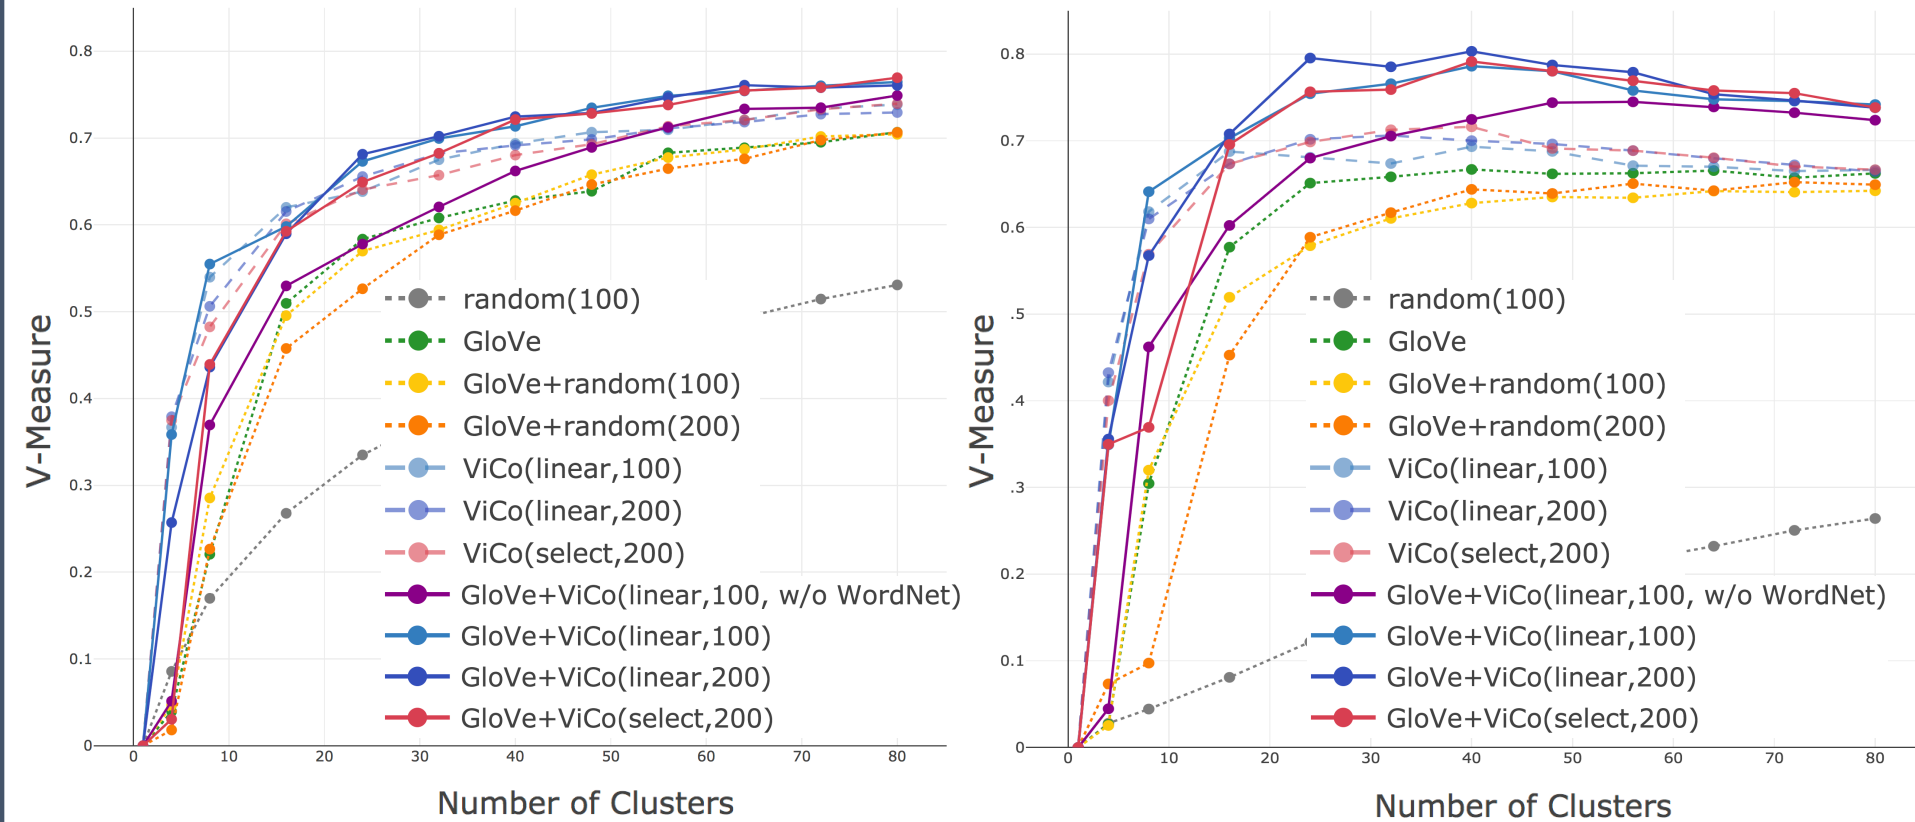 0.8
0.7
0.6
0.5
0.4
0.3
0.2
0.1
0
V-Measure
random(100)
GloVe
GloVe+random(100)
GloVe+random(200)
ViCo(linear,100)
ViCo(linear,200)
ViCo(select,200)
GloVe+ViCo(linear,100, w/o WordNet)
GloVe+ViCo(linear,100)
GloVe+ViCo(linear,200)
GloVe+ViCo(select,200)
0 10 20 30 40 50 60 70 80
Number of Clusters
0.8
0.7
0.6
.5
.4
.3
0.2
0.1
0
V-Measure
random(100)
GloVe
GloVe+random(100)
GloVe+random(200)
ViCo(linear,100)
ViCo(linear,200)
ViCo(select,200)
GloVe+ViCo(linear,100, w/o WordNet)
GloVe+ViCo(linear,100)
GloVe+ViCo(linear,200)
GloVe+ViCo(select,200)
0 10 20 30 40 50 60 70 80
Number of Clusters